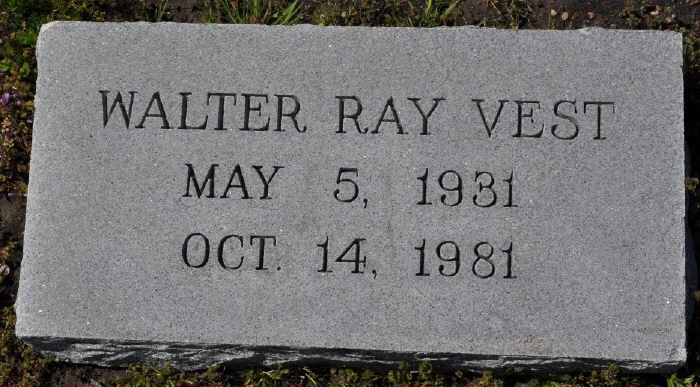 WALTER RAY VEST
MAY 5, 1931
OCT. 14, 1981